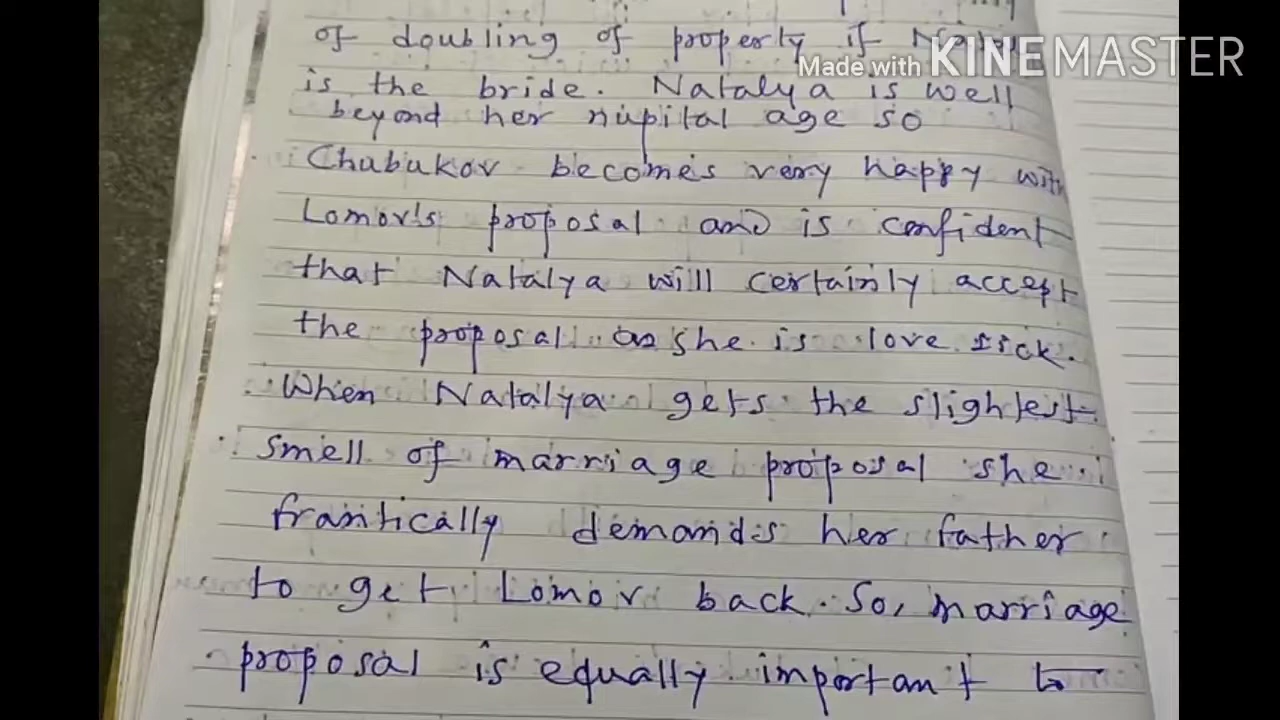 of doubling of property if
Made with KINEMASTER
is the bride. Natalya is well
beyond her nupital age so
Chubukov becomes very happy with
Lomov's proposal and is confident
that Natalya will certainly accept
the proposal as she is love sick.
When Natalya gets the slightest
smell of marriage proposal she
frantically demands her father
to get Lomov back. So, marriage
proposal is equally important to